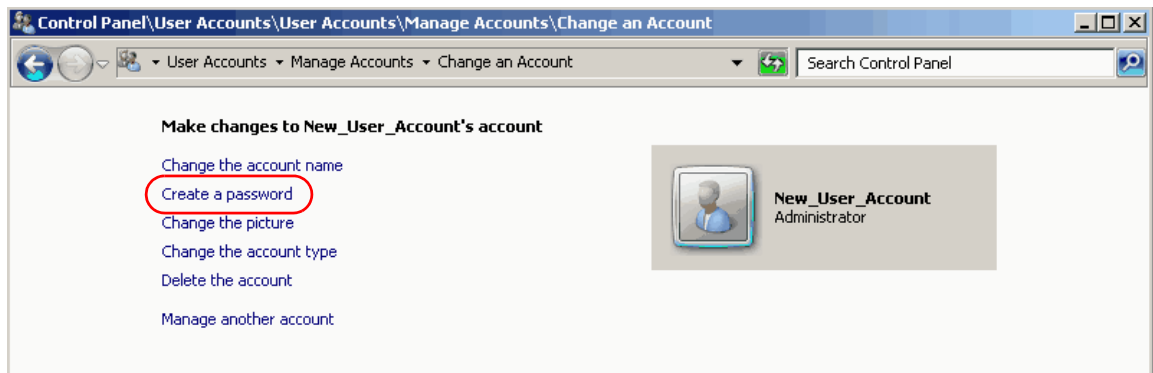 Control Panel\User Accounts\User Accounts\Manage Accounts\Change an Account
User Accounts Manage Accounts Change an Account Search Control Panel
Make changes to New_User_Account's account
Change the account name
Create a password
Change the picture
Change the account type
Delete the account
Manage another account
New_User_Account
Administrator